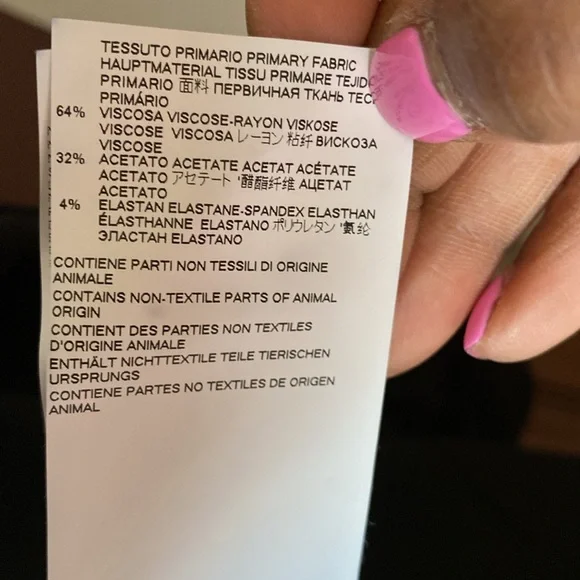 TESSUTO PRIMARIO PRIMARY FABRIC
HAUPTMATERIAL TISSU PRIMAIRE TEJIDO
PRIMARIO 面料 ПЕРВИЧНАЯ ТКАНЬ
PRIMÁRIO
64% VISCOSA VISCOSE-RAYON VISKOSE
VISCOSE VISCOSA レーヨン 粘纤 ВИСКОЗА
VISCOSE
32% ACETATO ACETATE ACETAT ACÉTATE
ACETATO アセテート '醋酯纤维 АЦЕТАТ
ACETATO
4% ELASTAN ELASTANE-SPANDEX ELASTHAN
ÉLASTHANNE ELASTANO ポリウレタン '氨纶
ЭЛАСТАН ELASTANO
CONTIENE PARTI NON TESSILI DI ORIGINE
ANIMALE
CONTAINS NON-TEXTILE PARTS OF ANIMAL
ORIGIN
CONTIENT DES PARTIES NON TEXTILES
D'ORIGINE ANIMALE
ENTHÄLT NICHTTEXTILE TEILE TIERISCHEN
URSPRUNGS
CONTIENE PARTES NO TEXTILES DE ORIGEN
ANIMAL